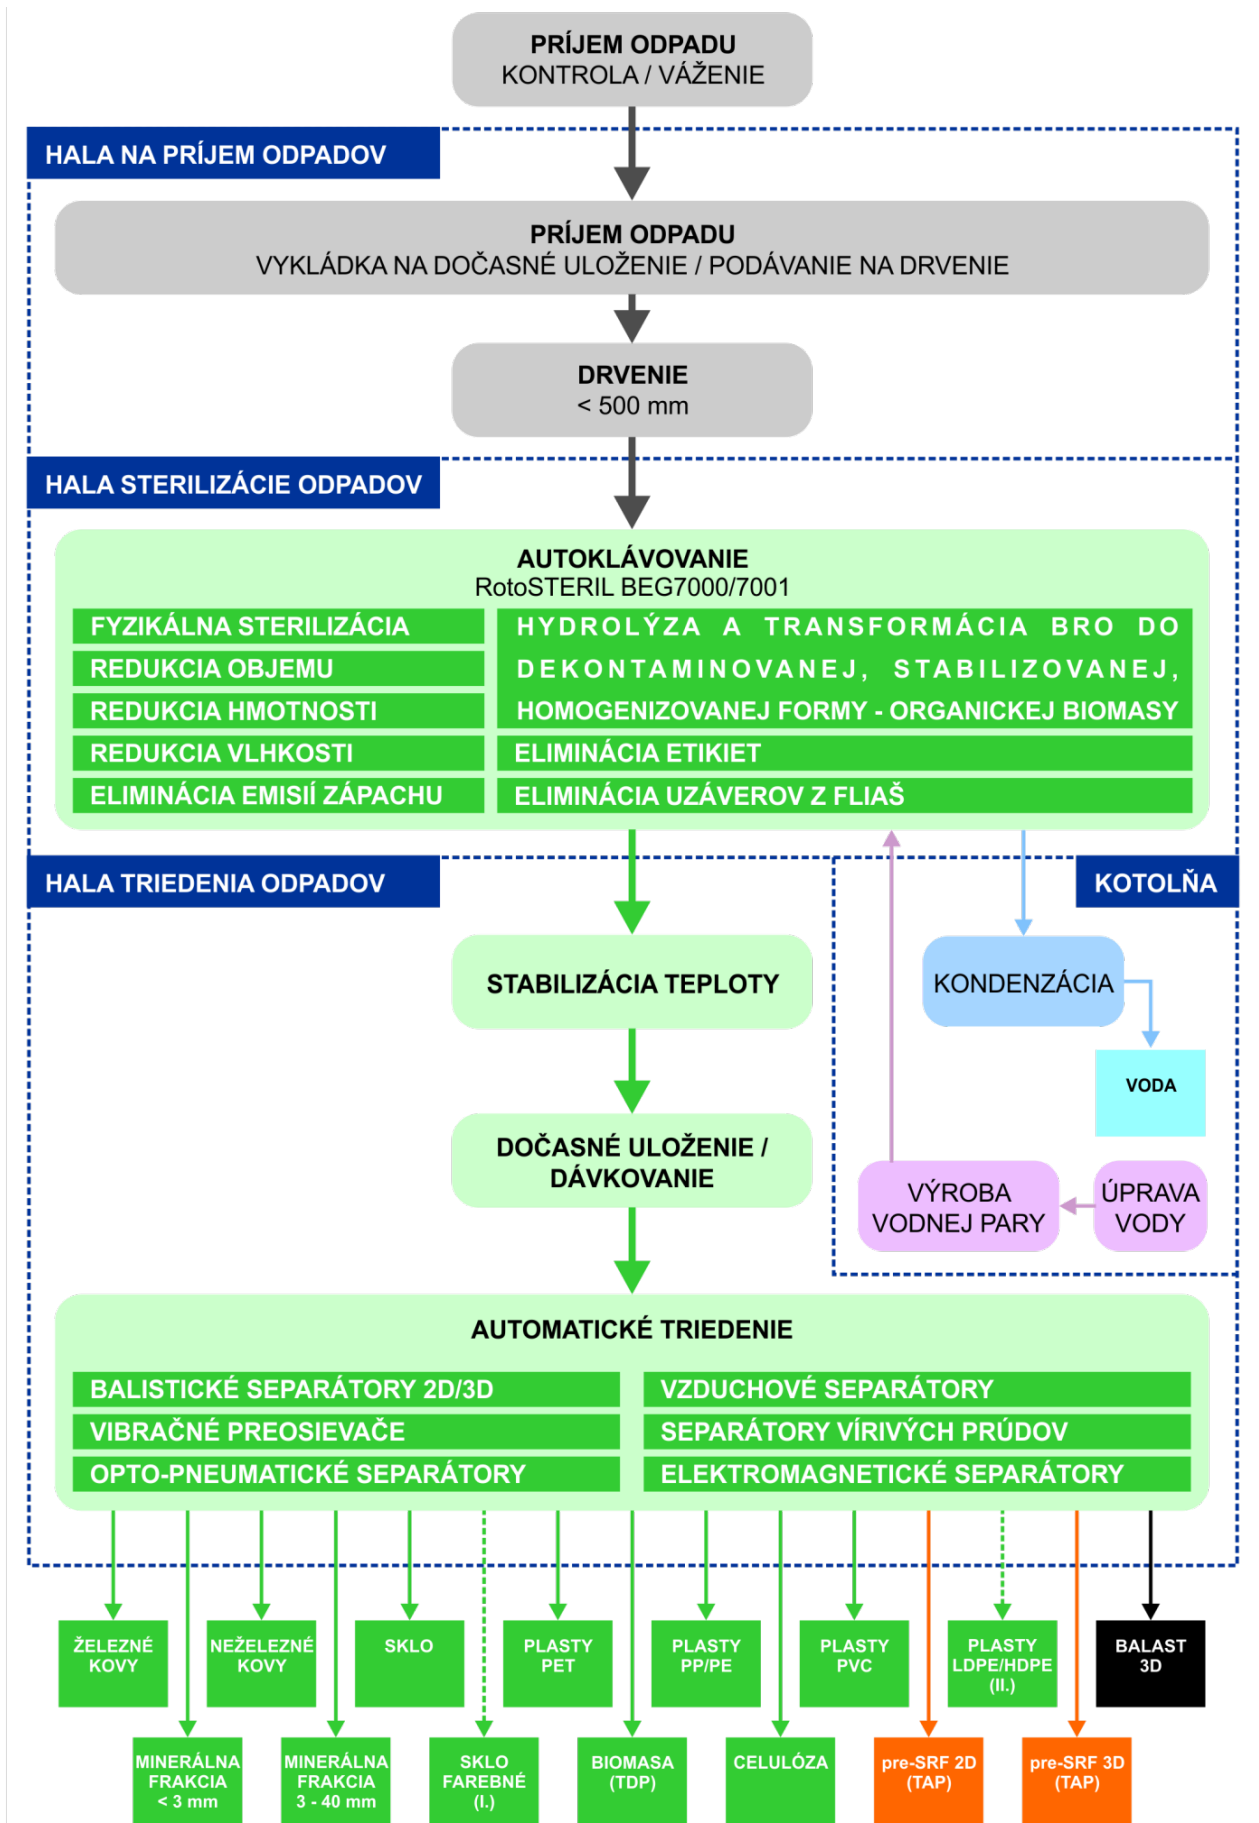 PRÍJEM ODPADU
KONTROLA / VÁŽENIE
HALA NA PRÍJEM ODPADOV
PRÍJEM ODPADU
VYKLÁDKA NA DOČASNÉ ULOŽENIE / PODÁVANIE NA DRVENIE
DRVENIE
< 500 mm
HALA STERILIZÁCIE ODPADOV
AUTOKLÁVOVANIE
RotoSTERIL BEG7000/7001
FYZIKÁLNA STERILIZÁCIA
REDUKCIA OBJEMU
REDUKCIA HMOTNOSTI
REDUKCIA VLHKOSTI
ELIMINÁCIA EMISIÍ ZÁPACHU
HYDROLÝZA A TRANSFORMÁCIA BRO DO
DEKONTAMINOVANEJ, STABILIZOVANEJ,
HOMOGENIZOVANEJ FORMY - ORGANICKEJ BIOMASY
ELIMINÁCIA ETIKIET
ELIMINÁCIA UZÁVEROV Z FLIAŠ
HALA TRIEDENIA ODPADOV
KOTOLŇA
STABILIZÁCIA TEPLOTY
KONDENZÁCIA
VODA
DOČASNÉ ULOŽENIE /
DÁVKOVANIE
VÝROBA
VODNEJ PARY
ÚPRAVA
VODY
AUTOMATICKÉ TRIEDENIE
BALISTICKÉ SEPARÁTORY 2D/3D
VIBRAČNÉ PREOSIEVAČE
OPTO-PNEUMATICKÉ SEPARÁTORY
VZDUCHOVÉ SEPARÁTORY
SEPARÁTORY VÍRIVÝCH PRÚDOV
ELEKTROMAGNETICKÉ SEPARÁTORY
ŽELEZNÉ
KOVY
NEŽELEZNÉ
KOVY
SKLO
PLASTY
PET
PLASTY
PP/PE
PLASTY
PVC
PLASTY
LDPE/HDPE
(II.)
BALAST
3D
MINERÁLNA
FRAKCIA
< 3 mm
MINERÁLNA
FRAKCIA
3 - 40 mm
SKLO
FAREBNÉ
(I.)
BIOMASA
(TDP)
CELULÓZA
pre-SRF 2D
(TAP)
pre-SRF 3D
(TAP)